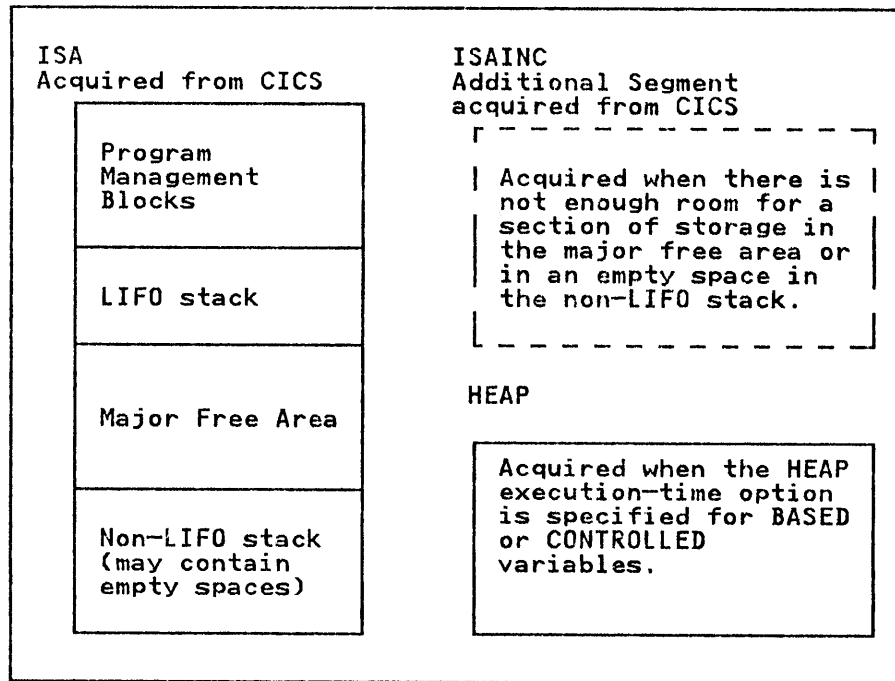 ISA
Acquired from CICS
Program
Management
Blocks
LIFO stack
Major Free Area
Non-LIFO stack
(may contain
empty spaces)
ISAINC
Additional Segment
acquired from CICS
Acquired when there is
not enough room for a
section of storage in
the major free area or
in an empty space in
the non-LIFO stack.
HEAP
Acquired when the HEAP
execution-time option
is specified for BASED
or CONTROLLED
variables.